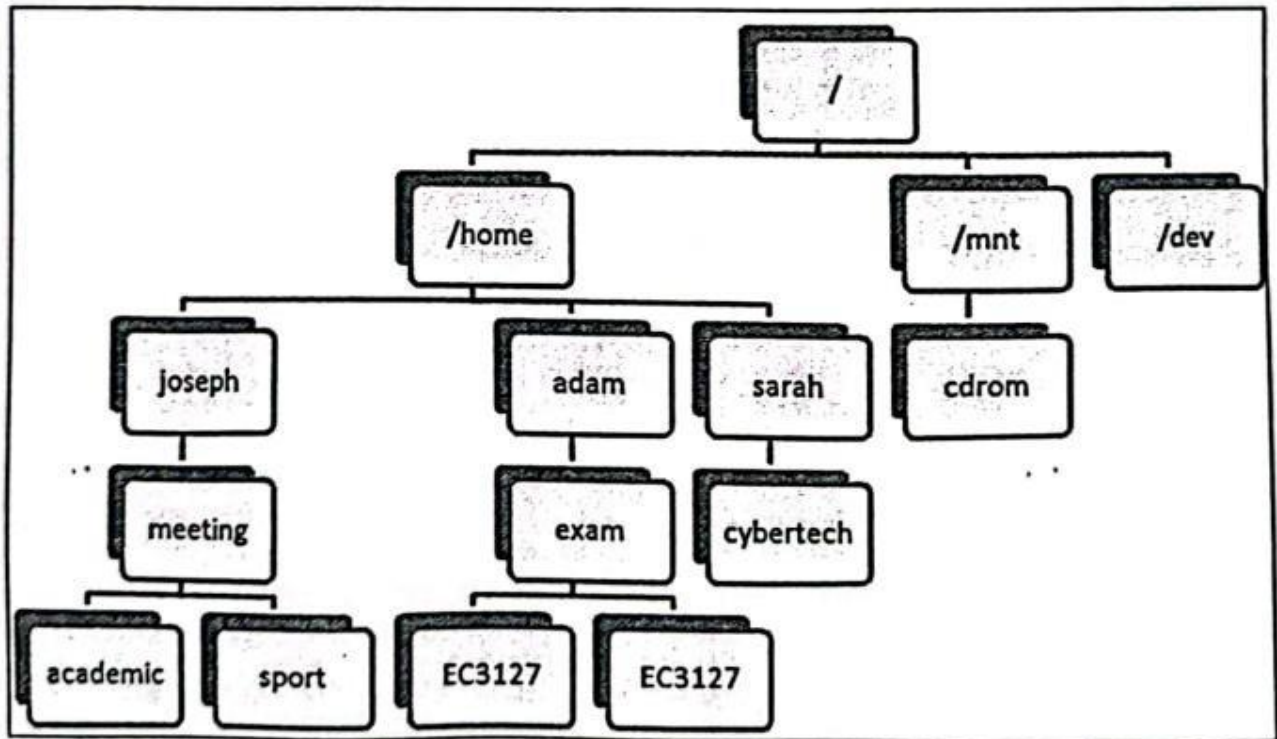 /
/home
/mnt
/dev
joseph
adam
sarah
cdrom
meeting
exam
cybertech
academic
sport
EC3127
EC3127